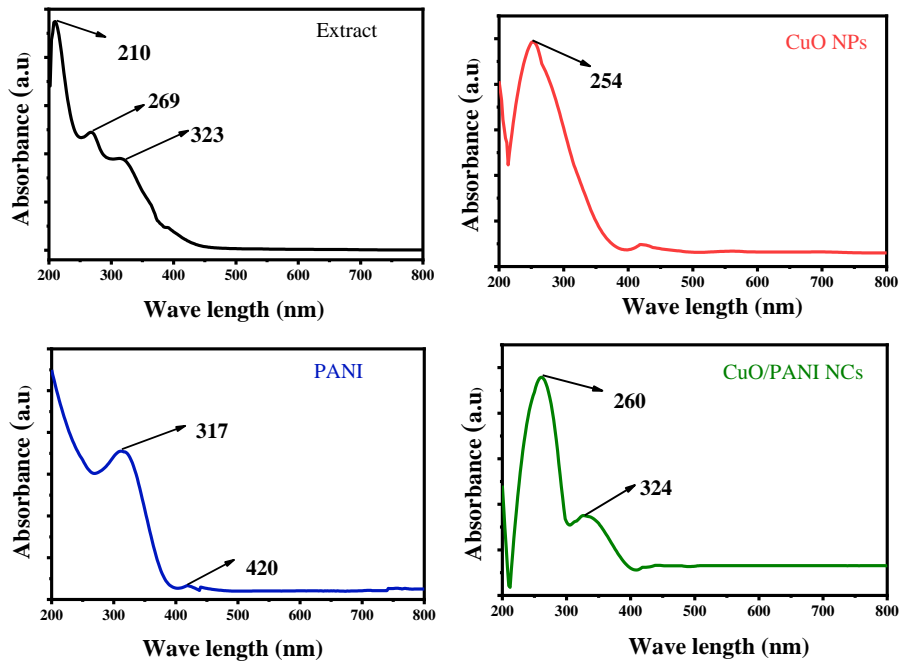 Extract
210
269
323
Absorbance (a.u)
200 300 400 500 600 700 800
Wave length (nm)
CuO NPs
254
Absorbance (a.u)
200 300 400 500 600 700 800
Wave length (nm)
PANI
317
420
Absorbance (a.u)
200 300 400 500 600 700 800
Wave length (nm)
CuO/PANI NCs
260
324
Absorbance (a.u)
200 300 400 500 600 700 800
Wave length (nm)